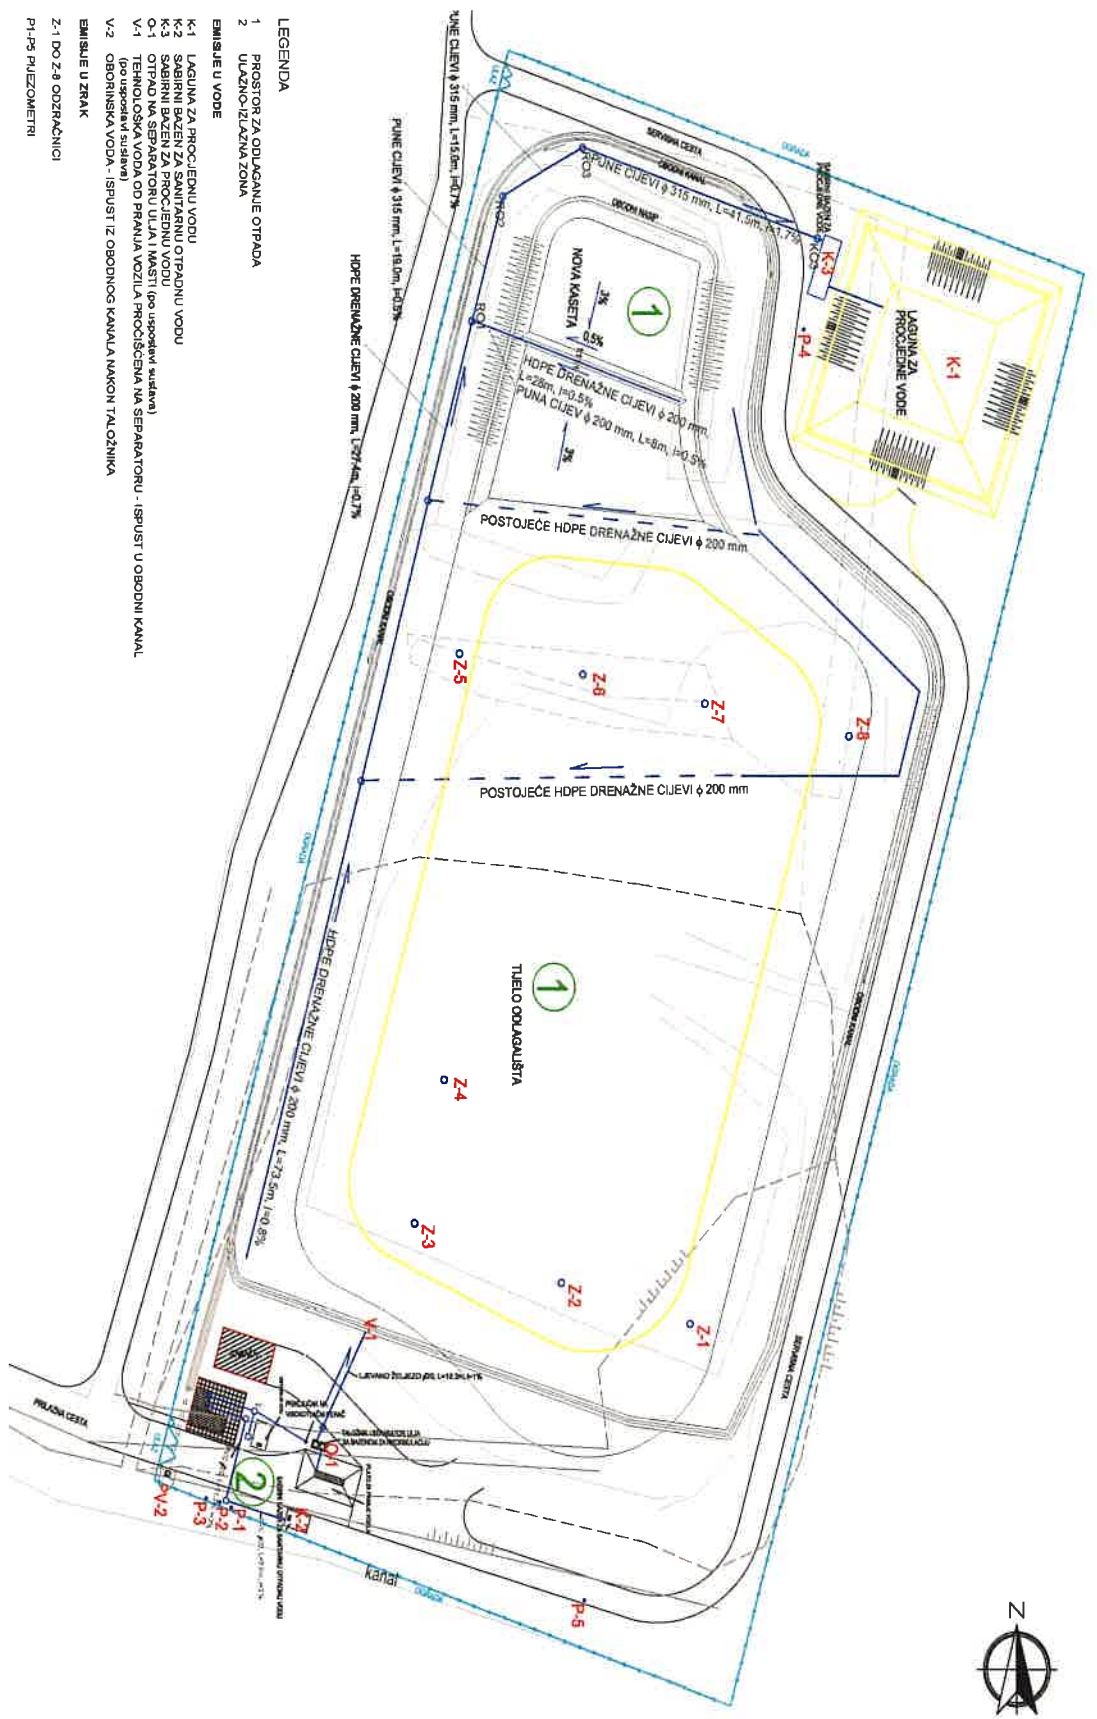 LEGENDA
1 PROSTOR ZA ODLAGANJE OTPADA
2 ULAZNO-IZLAZNA ZONA
EMISIJE U VODE
K-1 LAGUNA ZA PROCJEDNU VODU
K-2 SABIRNI BAZEN ZA SANITARNU OTPADNU VODU
K-3 SABIRNI BAZEN ZA PROCJEDNU VODU
O-1 OTPAD NA SEPARATORU ULJA I MASTI (po uspostavi sustava)
V-1 TEHNOLOŠKA VODA OD PRANJA VOZILA PROČIŠĆENA NA SEPARATORU - ISPUST U OBODNI KANAL
(po uspostavi sustava)
V-2 OBORINSKA VODA - ISPUST IZ OBODNOG KANALA NAKON TALOŽNIKA
EMISIJE U ZRAK
Z-1 DO Z-8 ODZRAČNICI
P1-P5 PIJEZOMETRI
PUNE CIJEVI ϕ 315 mm, L=15,0m, i=0,7%
PUNE CIJEVI ϕ 315 mm, L=19,0m, i=0,5%
HDPE DRENAŽNE CIJEVI ϕ 200 mm, L=27,4m, i=0,7%
ULAZ
SERVISNA CESTA
OBODNI KANAL
OGRADA
PUNE CIJEVI ϕ 315 mm, L=41,5m, i=1.7%
OBODNI NASIP
NOVA KASETA
1
3%
0,5%
HDPE DRENAŽNE CIJEVI ϕ 200 mm,
L=28m, i=0.5%
PUNA CIJEV ϕ 200 mm, L=8m, i=0.5%
3%
K-3
P-4
LAGUNA ZA
PROCJEDNE VODE
K-1
POSTOJEĆE HDPE DRENAŽNE CIJEVI ϕ 200 mm
OBODNI KANAL
Z-5
Z-6
Z-7
Z-8
POSTOJEĆE HDPE DRENAŽNE CIJEVI ϕ 200 mm
OGRADA
HDPE DRENAŽNE CIJEVI ϕ 200 mm, L=73,5m, i=0,8%
TIJELO ODLAGALIŠTA
1
OBODNI KANAL
OGRADA
Z-4
Z-3
Z-2
Z-1
SERVISNA CESTA
V-1
O-1
2
K-2
P-1
P-2
P-3
V-2
PRILAZNA CESTA
ULAZ
kanal
OGRADA
P-5
N